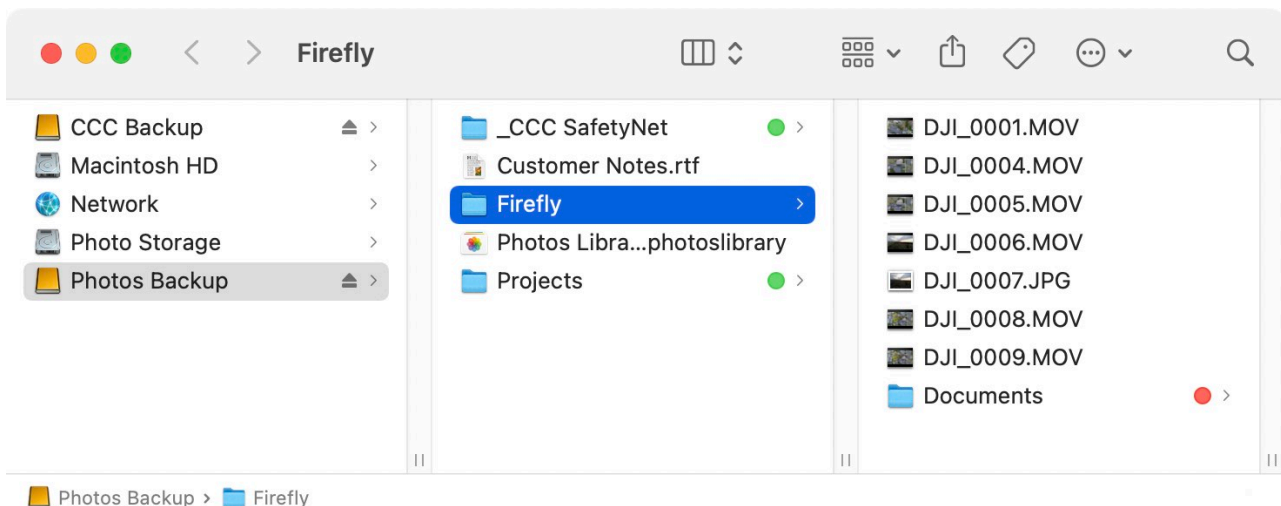 Firefly
CCC Backup
Macintosh HD
Network
Photo Storage
Photos Backup
_CCC SafetyNet
Customer Notes.rtf
Firefly
Photos Libra...photoslibrary
Projects
DJI_0001.MOV
DJI_0004.MOV
DJI_0005.MOV
DJI_0006.MOV
DJI_0007.JPG
DJI_0008.MOV
DJI_0009.MOV
Documents
Photos Backup › Firefly